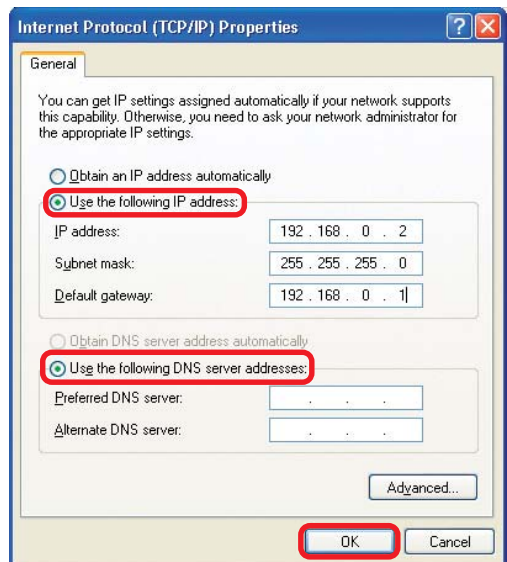 Internet Protocol (TCP/IP) Properties
General
You can get IP settings assigned automatically if your network supports
this capability. Otherwise, you need to ask your network administrator for
the appropriate IP settings.
Obtain an IP address automatically
Use the following IP address:
IP address: 192 . 168 . 0 . 2
Subnet mask: 255 . 255 . 255 . 0
Default gateway: 192 . 168 . 0 . 1
Obtain DNS server address automatically
Use the following DNS server addresses:
Preferred DNS server: . . .
Alternate DNS server: . . .
Advanced...
OK Cancel